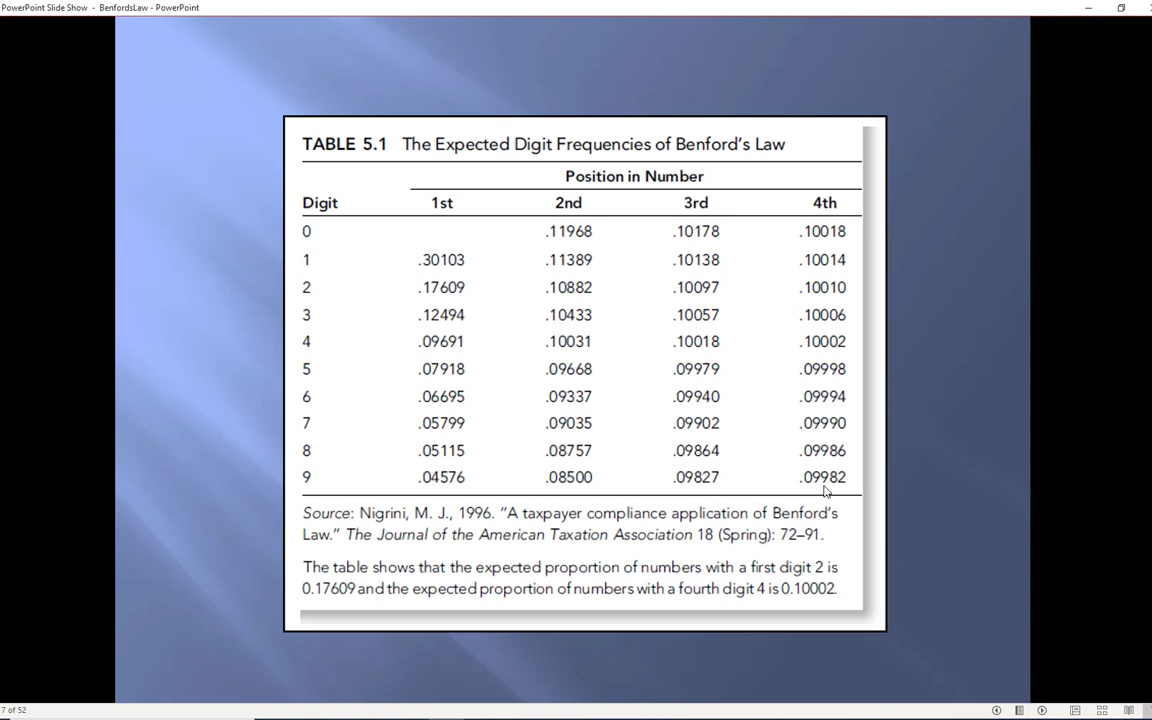 PowerPoint Slide Show - BenfordsLaw - PowerPoint
TABLE 5.1 The Expected Digit Frequencies of Benford's Law
Position in Number
Digit 1st 2nd 3rd 4th
0 .11968 .10178 .10018
1 .30103 .11389 .10138 .10014
2 .17609 .10882 .10097 .10010
3 .12494 .10433 .10057 .10006
4 .09691 .10031 .10018 .10002
5 .07918 .09668 .09979 .09998
6 .06695 .09337 .09940 .09994
7 .05799 .09035 .09902 .09990
8 .05115 .08757 .09864 .09986
9 .04576 .08500 .09827 .09982
Source: Nigrini, M. J., 1996. “A taxpayer compliance application of Benford's
Law.” The Journal of the American Taxation Association 18 (Spring): 72–91.
The table shows that the expected proportion of numbers with a first digit 2 is
0.17609 and the expected proportion of numbers with a fourth digit 4 is 0.10002.
7 of 52